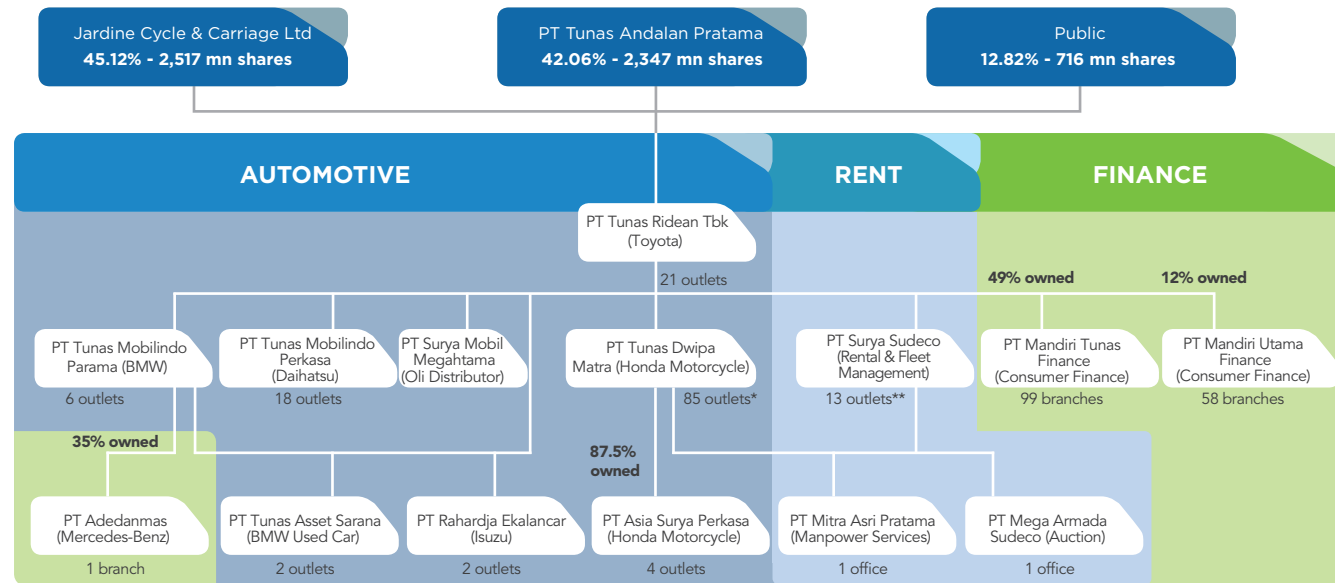 Jardine Cycle & Carriage Ltd
45.12% - 2,517 mn shares
PT Tunas Andalan Pratama
42.06% - 2,347 mn shares
Public
12.82% - 716 mn shares
AUTOMOTIVE
RENT
FINANCE
PT Tunas Ridean Tbk
(Toyota)
21 outlets
49% owned
12% owned
PT Tunas Mobilindo
Parama (BMW)
6 outlets
PT Tunas Mobilindo
Perkasa
(Daihatsu)
18 outlets
PT Surya Mobil
Megahtama
(Oli Distributor)
PT Tunas Dwipa
Matra (Honda Motorcycle)
85 outlets*
PT Surya Sudeco
(Rental & Fleet
Management)
13 outlets**
PT Mandiri Tunas
Finance
(Consumer Finance)
99 branches
PT Mandiri Utama
Finance
(Consumer Finance)
58 branches
35% owned
87.5%
owned
PT Adedanmas
(Mercedes-Benz)
1 branch
PT Tunas Asset Sarana
(BMW Used Car)
2 outlets
PT Rahardja Ekalancar
(Isuzu)
2 outlets
PT Asia Surya Perkasa
(Honda Motorcycle)
4 outlets
PT Mitra Asri Pratama
(Manpower Services)
1 office
PT Mega Armada
Sudeco (Auction)
1 office